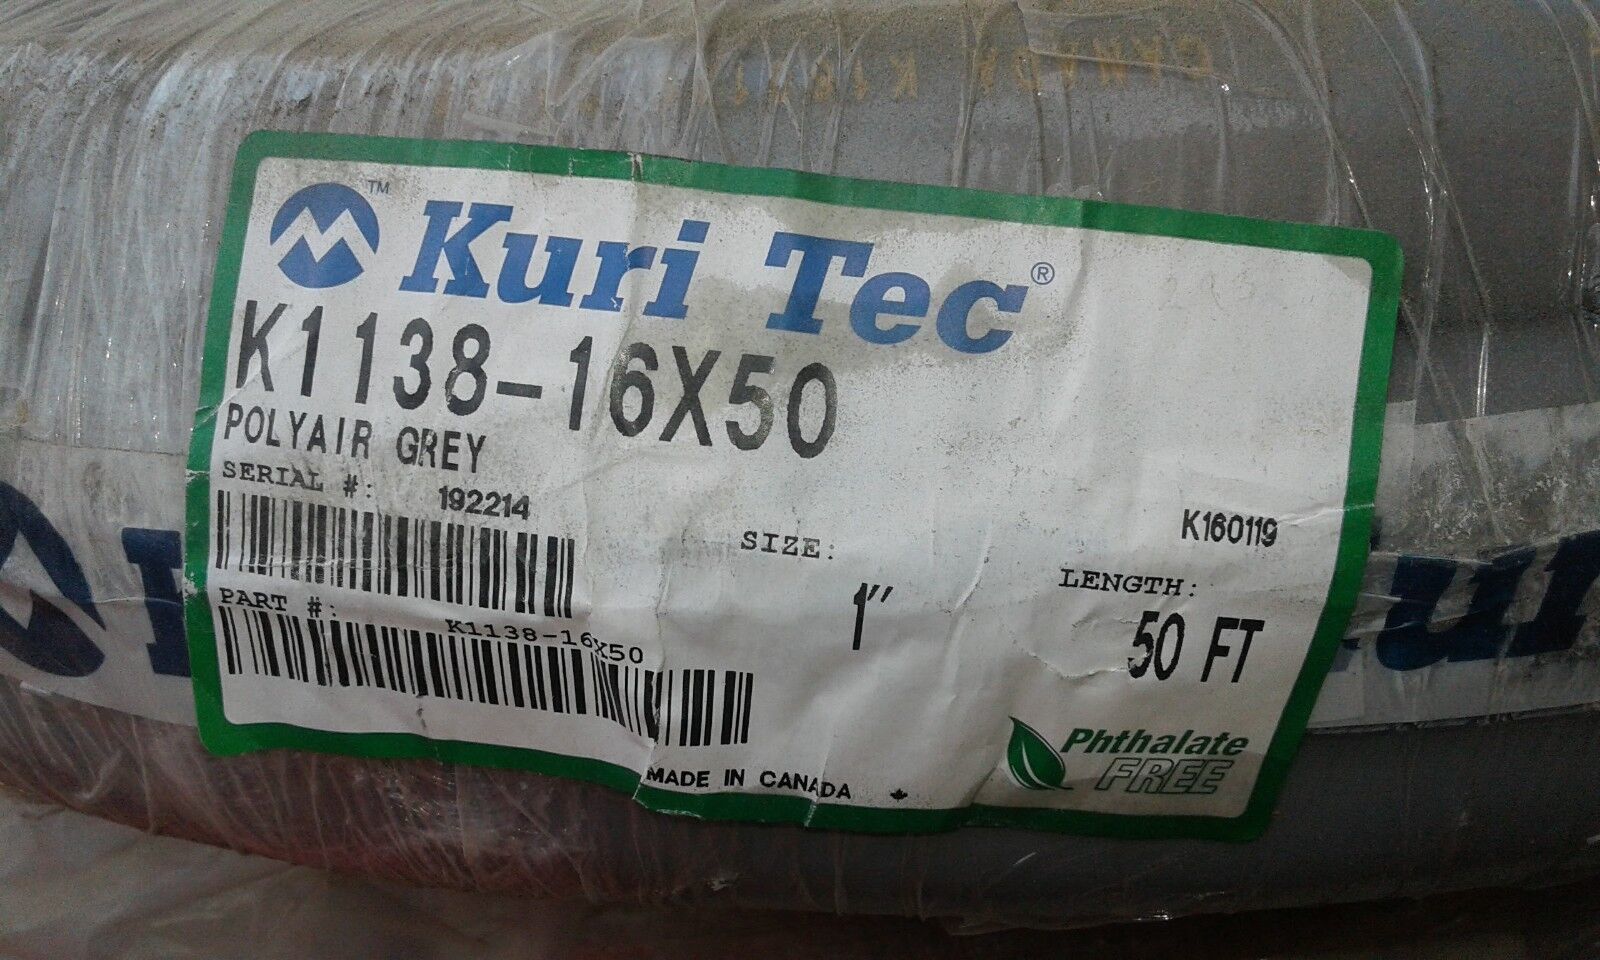 ™ Kuri Tec®
K1138-16X50
POLYAIR GREY
SERIAL #: 192214
K160119
SIZE: 1"
LENGTH: 50 FT
PART #: K1138-16X50
Phthalate
FREE
MADE IN CANADA